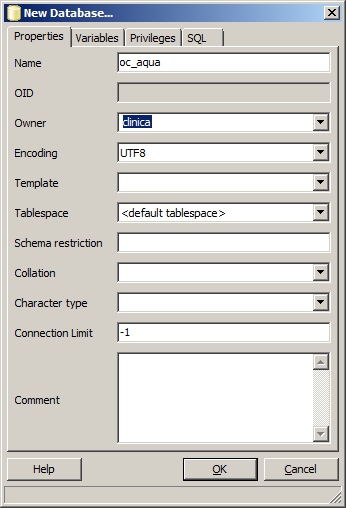 New Database...
Properties Variables Privileges SQL
Name oc_aqua
OID
Owner clinica
Encoding UTF8
Template
Tablespace <default tablespace>
Schema restriction
Collation
Character type
Connection Limit -1
Comment
Help OK Cancel